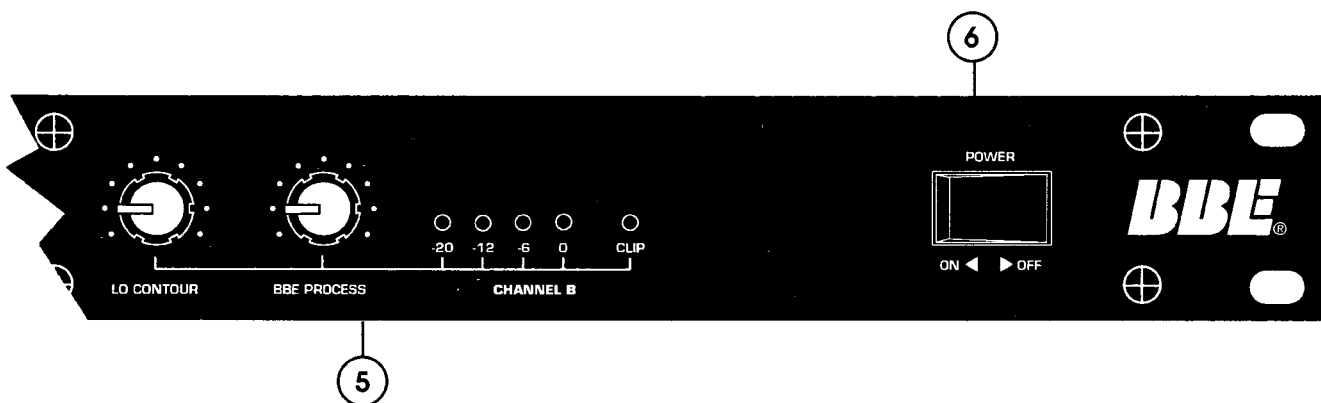 6
POWER
BBE®
-20 -12 -6 0 CLIP
ON ◀ ▶ OFF
LO CONTOUR BBE PROCESS CHANNEL B
5